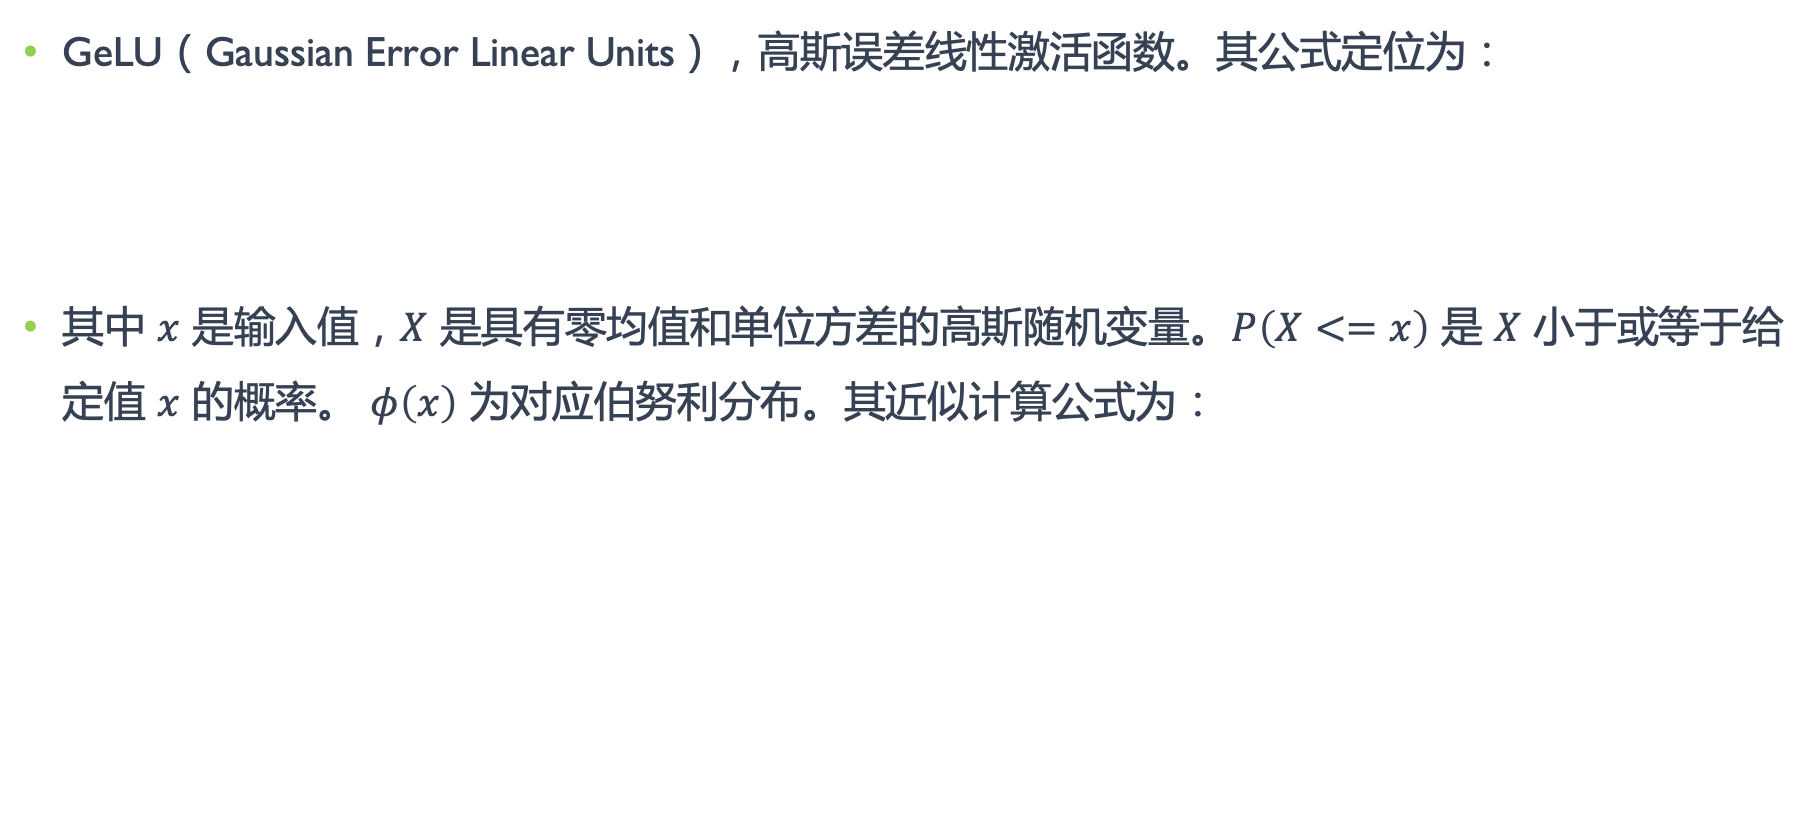 • GeLU（Gaussian Error Linear Units），高斯误差线性激活函数。其公式定位为：
• 其中 x 是输入值，X 是具有零均值和单位方差的高斯随机变量。P(X <= x) 是 X 小于或等于给
定值 x 的概率。 ϕ(x) 为对应伯努利分布。其近似计算公式为：